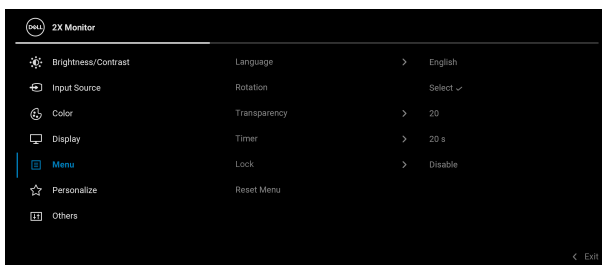 DELL 2X Monitor
Brightness/Contrast Language > English
Input Source Rotation Select ✓
Color Transparency > 20
Display Timer > 20 s
Menu Lock > Disable
Personalize Reset Menu
Others
< Exit